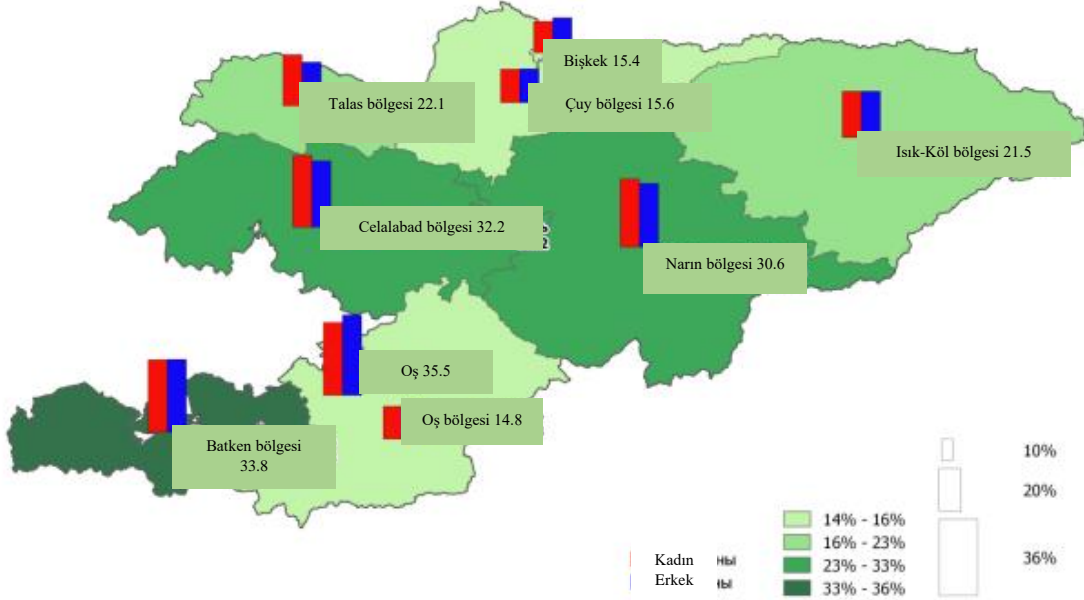 Bişkek 15.4
Talas bölgesi 22.1
Çuy bölgesi 15.6
Isık-Köl bölgesi 21.5
Celalabad bölgesi 32.2
Narın bölgesi 30.6
Oş 35.5
Oş bölgesi 14.8
Batken bölgesi
33.8
10%
20%
36%
14% - 16%
16% - 23%
23% - 33%
33% - 36%
Kadın ны
Erkek ны